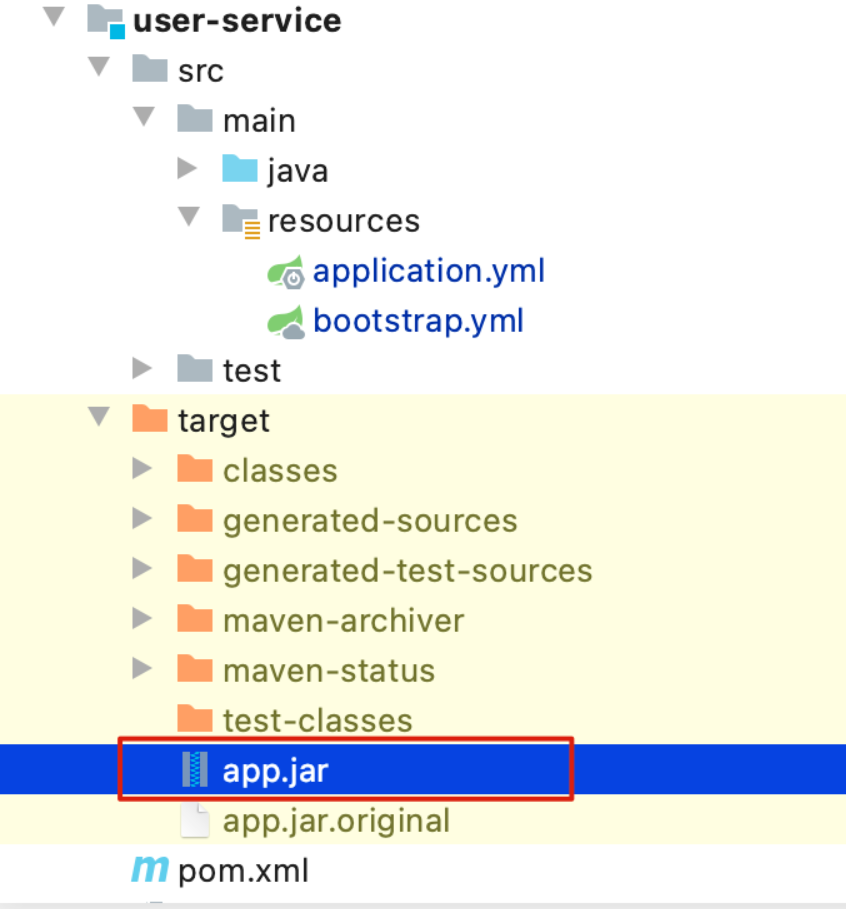 user-service
src
main
java
resources
application.yml
bootstrap.yml
test
target
classes
generated-sources
generated-test-sources
maven-archiver
maven-status
test-classes
app.jar
app.jar.original
pom.xml